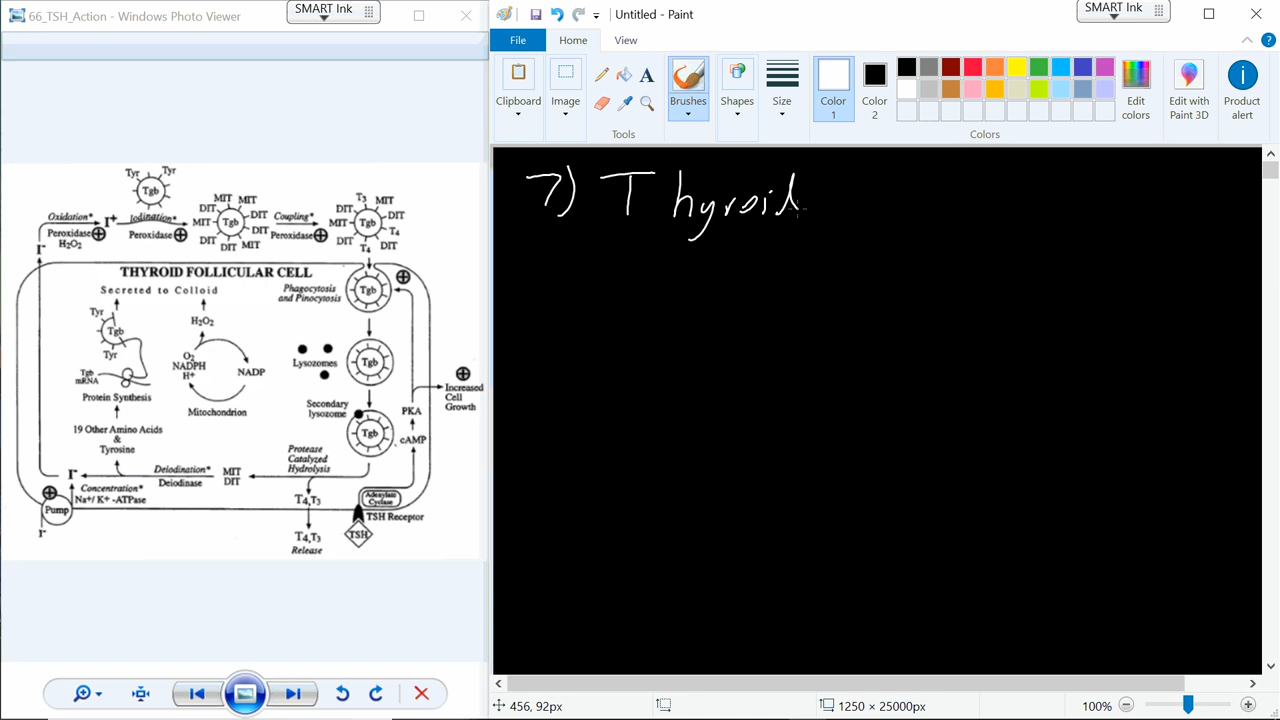 66_TSH_Action - Windows Photo Viewer
SMART Ink
Untitled - Paint
SMART Ink
File
Home
View
Clipboard
Image
Tools
Brushes
Shapes
Size
Color 1
Color 2
Edit colors
Edit with Paint 3D
Product alert
Colors
7) Thyroid
Tyr
Tyr
Tgb
Oxidation*
Peroxidase
H2O2
I+
Iodination*
Peroxidase
MIT
MIT
DIT
DIT
MIT
Tgb
DIT
DIT
DIT
MIT
Coupling*
Peroxidase
T3
MIT
DIT
DIT
MIT
Tgb
T4
DIT
T4
DIT
I-
THYROID FOLLICULAR CELL
Secreted to Colloid
Phagocytosis
and Pinocytosis
Tgb
Tyr
Tgb
Tyr
H2O2
O2
NADPH
H+
NADP
Mitochondrion
Lysozomes
Tgb
Tgb
mRNA
Protein Synthesis
Secondary
lysozome
Tgb
PKA
cAMP
Increased
Cell
Growth
19 Other Amino Acids
&
Tyrosine
Protease
Catalyzed
Hydrolysis
I-
Deiodination*
Deiodinase
MIT
DIT
Concentration*
Na+/ K+ -ATPase
Pump
I-
T4,T3
T4,T3
Release
Adenylate
Cyclase
TSH Receptor
TSH
456, 92px
1250 × 25000px
100%